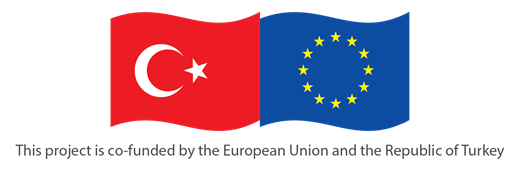 This project is co-funded by the European Union and the Republic of Turkey